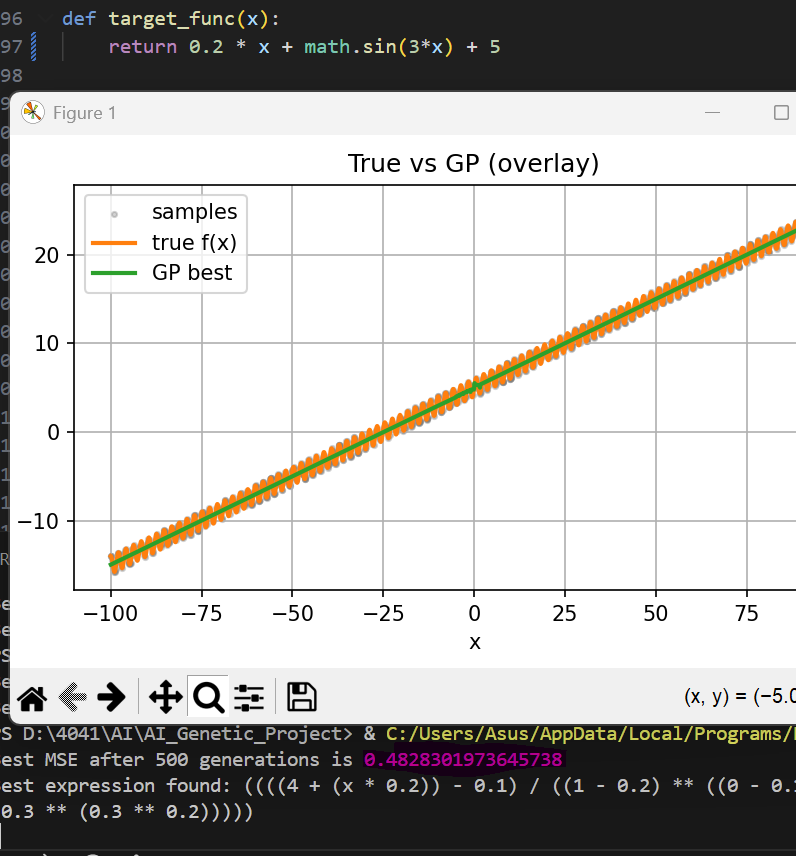 96 def target_func(x):
97 return 0.2 * x + math.sin(3*x) + 5
98
Figure 1
True vs GP (overlay)
samples
true f(x)
GP best
20
10
0
−10
−100 −75 −50 −25 0 25 50 75
x
(x, y) = (−5.0
S D:\4041\AI\AI_Genetic_Project> & C:/Users/Asus/AppData/Local/Programs/
est MSE after 500 generations is 0.4828301973645738
est expression found: ((((4 + (x * 0.2)) - 0.1) / ((1 - 0.2) ** ((0 - 0.1
0.3 ** (0.3 ** 0.2)))))